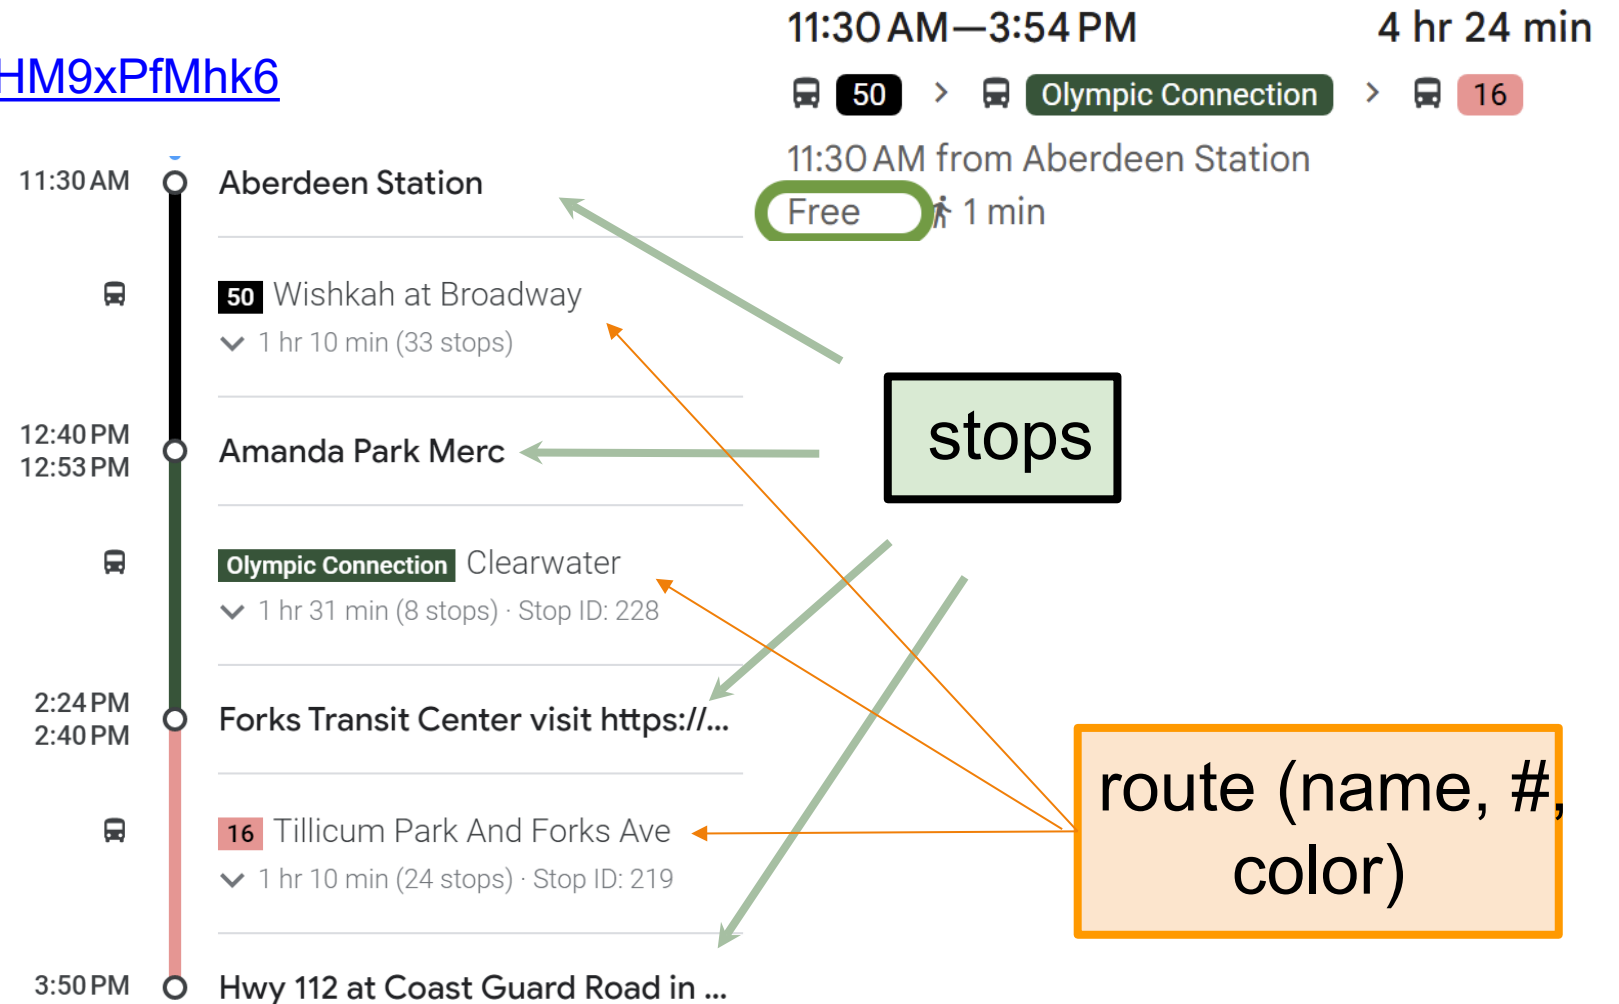 HM9xPfMhk6
11:30 AM—3:54 PM 4 hr 24 min
50 > Olympic Connection > 16
11:30 AM from Aberdeen Station
Free 1 min
11:30 AM Aberdeen Station
50 Wishkah at Broadway
1 hr 10 min (33 stops)
12:40 PM
12:53 PM
Amanda Park Merc
Olympic Connection Clearwater
1 hr 31 min (8 stops) · Stop ID: 228
2:24 PM
2:40 PM
Forks Transit Center visit https://...
16 Tillicum Park And Forks Ave
1 hr 10 min (24 stops) · Stop ID: 219
3:50 PM Hwy 112 at Coast Guard Road in ...
stops
route (name, #,
color)